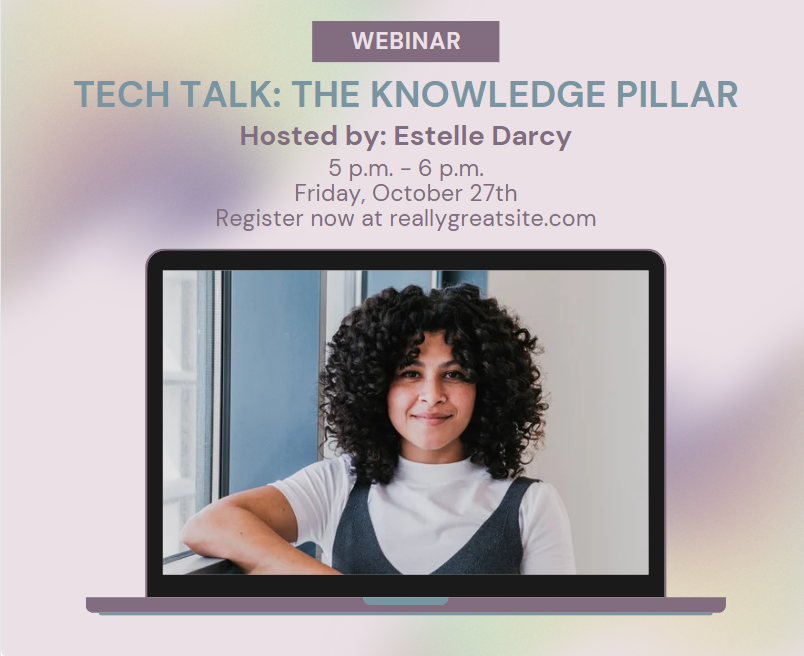 WEBINAR
TECH TALK: THE KNOWLEDGE PILLAR
Hosted by: Estelle Darcy
5 p.m. - 6 p.m.
Friday, October 27th
Register now at reallygreatsite.com